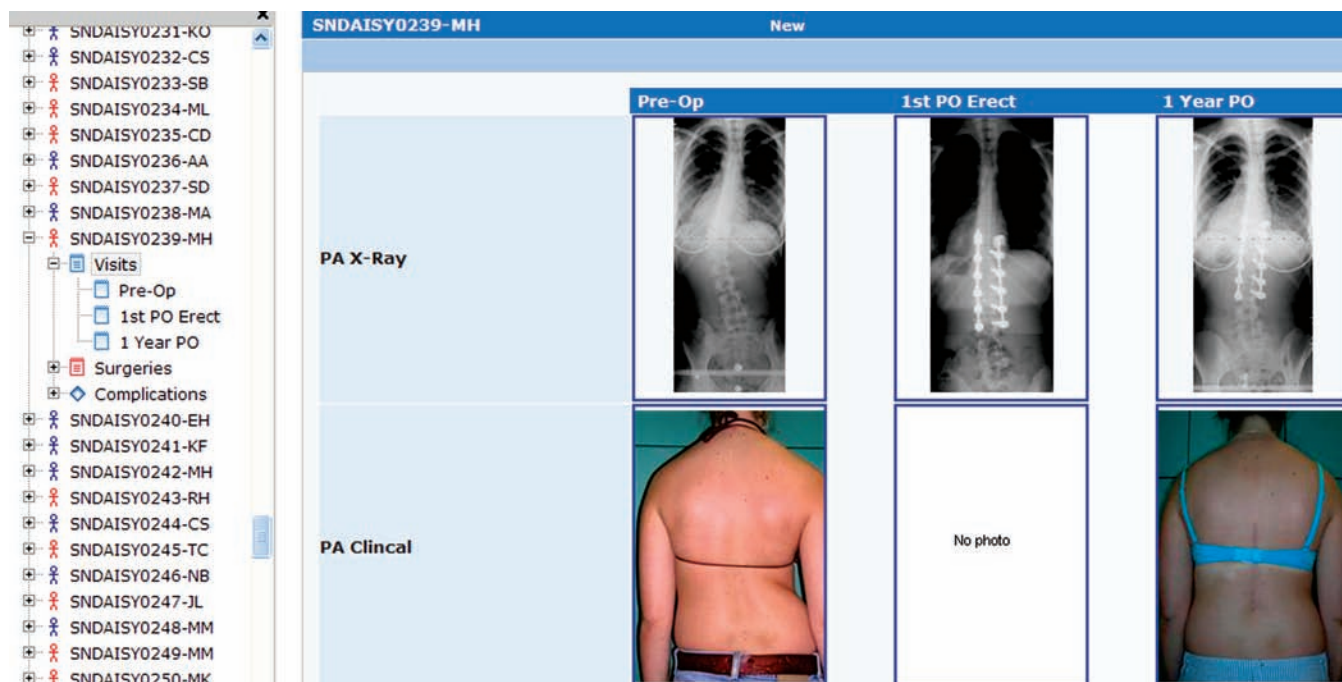 x
SNDAISY0231-KO
SNDAISY0232-CS
SNDAISY0233-SB
SNDAISY0234-ML
SNDAISY0235-CD
SNDAISY0236-AA
SNDAISY0237-SD
SNDAISY0238-MA
SNDAISY0239-MH
Visits
Pre-Op
1st PO Erect
1 Year PO
Surgeries
Complications
SNDAISY0240-EH
SNDAISY0241-KF
SNDAISY0242-MH
SNDAISY0243-RH
SNDAISY0244-CS
SNDAISY0245-TC
SNDAISY0246-NB
SNDAISY0247-JL
SNDAISY0248-MM
SNDAISY0249-MM
SNDAISY0250-MK
SNDAISY0239-MH New
Pre-Op 1st PO Erect 1 Year PO
PA X-Ray
PA Clincal
No photo